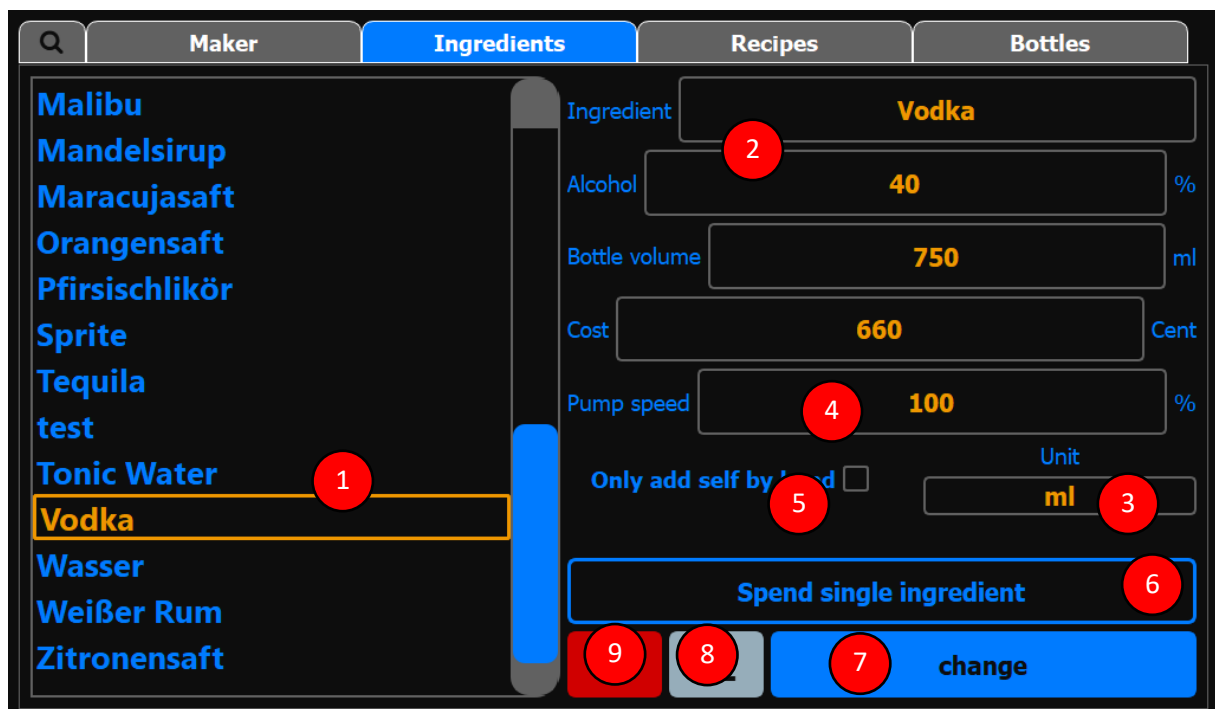 Maker Ingredients Recipes Bottles
Malibu
Mandelsirup
Maracujasaft
Orangensaft
Pfirsischlikör
Sprite
Tequila
test
Tonic Water
1
Vodka
Wasser
Weißer Rum
Zitronensaft
Ingredient Vodka
2
Alcohol 40 %
Bottle volume 750 ml
Cost 660 Cent
Pump speed 100 %
4
Only add self by
5
Unit
ml
3
Spend single ingredient
6
9
8
7
change